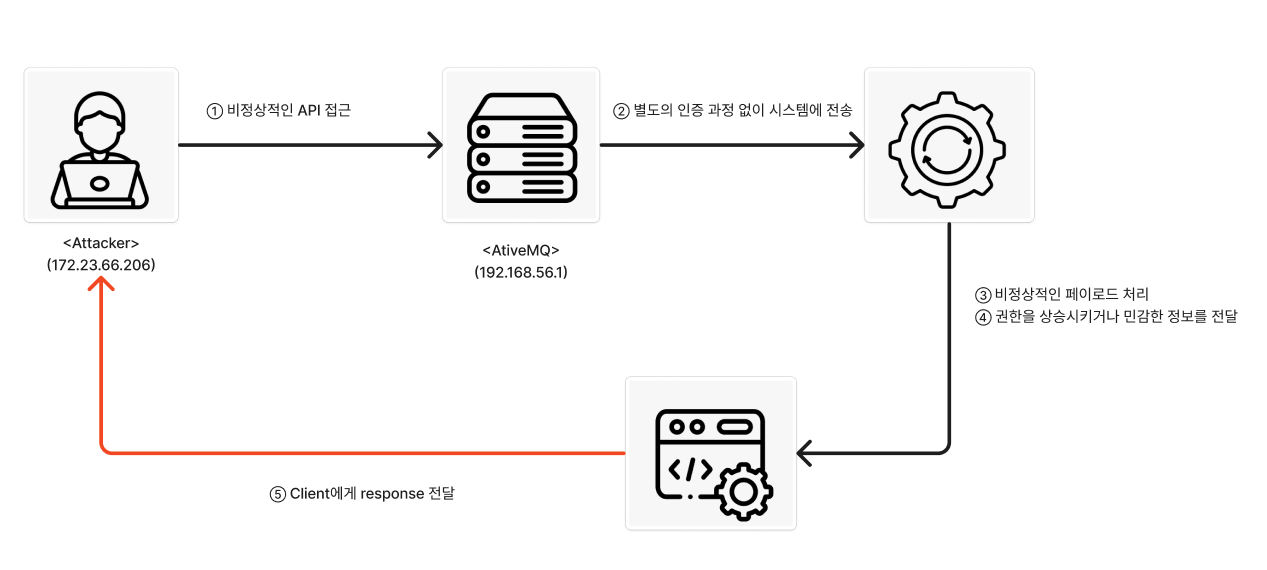 ① 비정상적인 API 접근
② 별도의 인증 과정 없이 시스템에 전송
<Attacker>
(172.23.66.206)
<AtiveMQ>
(192.168.56.1)
③ 비정상적인 페이로드 처리
④ 권한을 상승시키거나 민감한 정보를 전달
</>
⑤ Client에게 response 전달